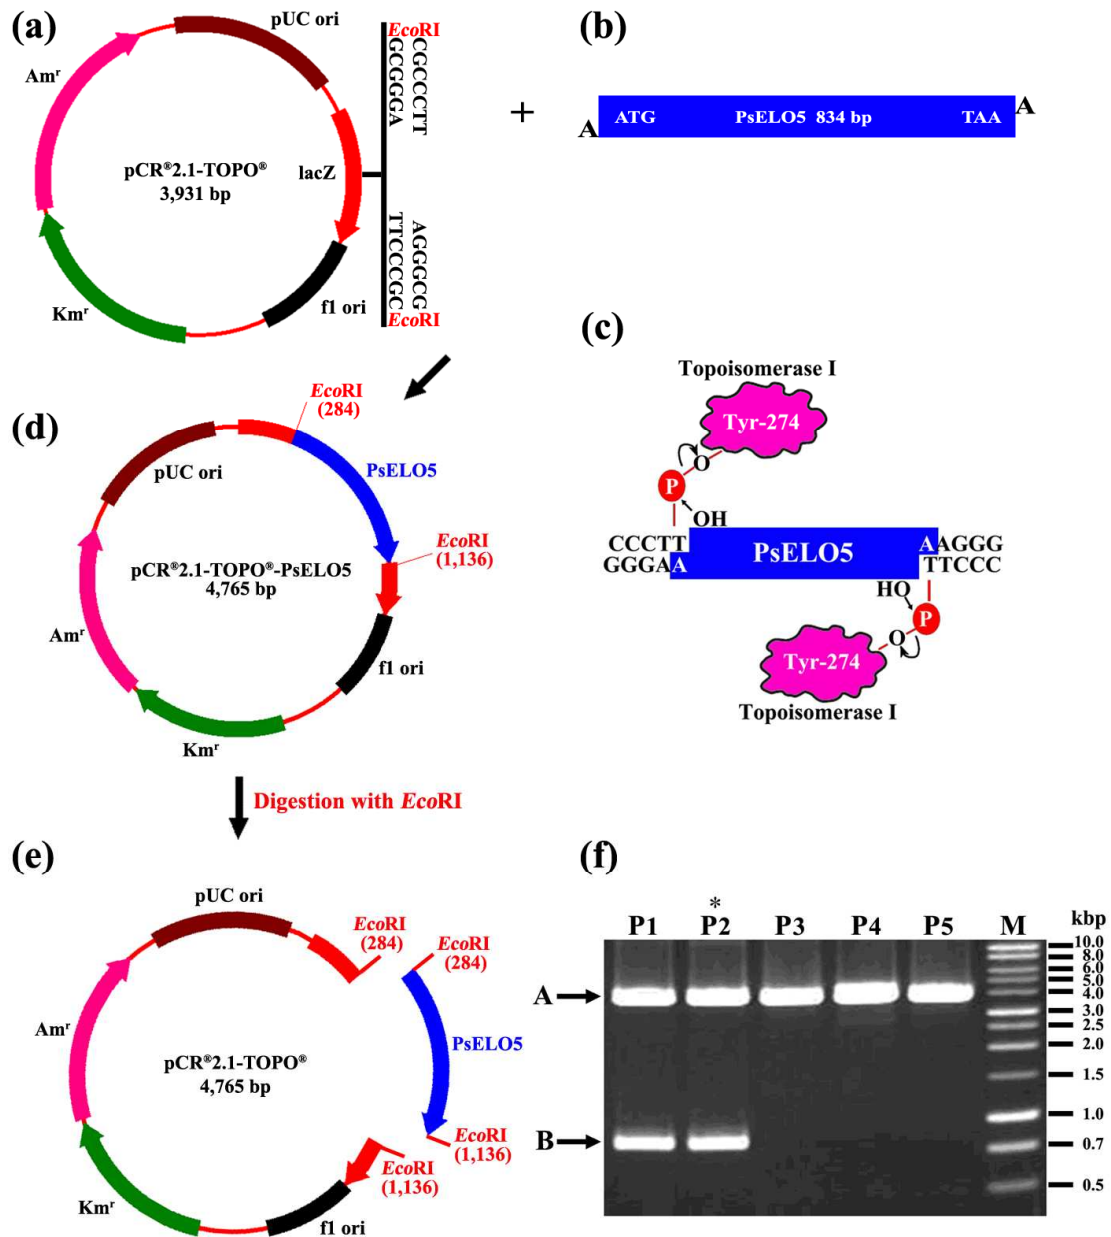 (a)
pUC ori
Amʳ
pCR®2.1-TOPO®
3,931 bp
lacZ
f1 ori
Kmʳ
EcoRI
CGCCCTT
GCGGGA
AGGGCG
TTCCCGC
EcoRI
+
(b)
A
ATG PsELO5 834 bp TAA
A
(c)
Topoisomerase I
Tyr-274
O
P
OH
CCCTT
GGGAA
A
PsELO5
A
AGGG
TTCCC
HO
P
O
Tyr-274
Topoisomerase I
(d)
EcoRI
(284)
pUC ori
PsELO5
EcoRI
(1,136)
pCR®2.1-TOPO®-PsELO5
4,765 bp
Amʳ
f1 ori
Kmʳ
Digestion with EcoRI
(e)
pUC ori
EcoRI
(284)
EcoRI
(284)
Amʳ
PsELO5
pCR®2.1-TOPO®
4,765 bp
EcoRI
(1,136)
EcoRI
(1,136)
Kmʳ
f1 ori
(f)
*
P1 P2 P3 P4 P5 M kbp
10.0
8.0
6.0
5.0
A
4.0
3.0
2.5
2.0
1.5
1.0
B
0.7
0.5